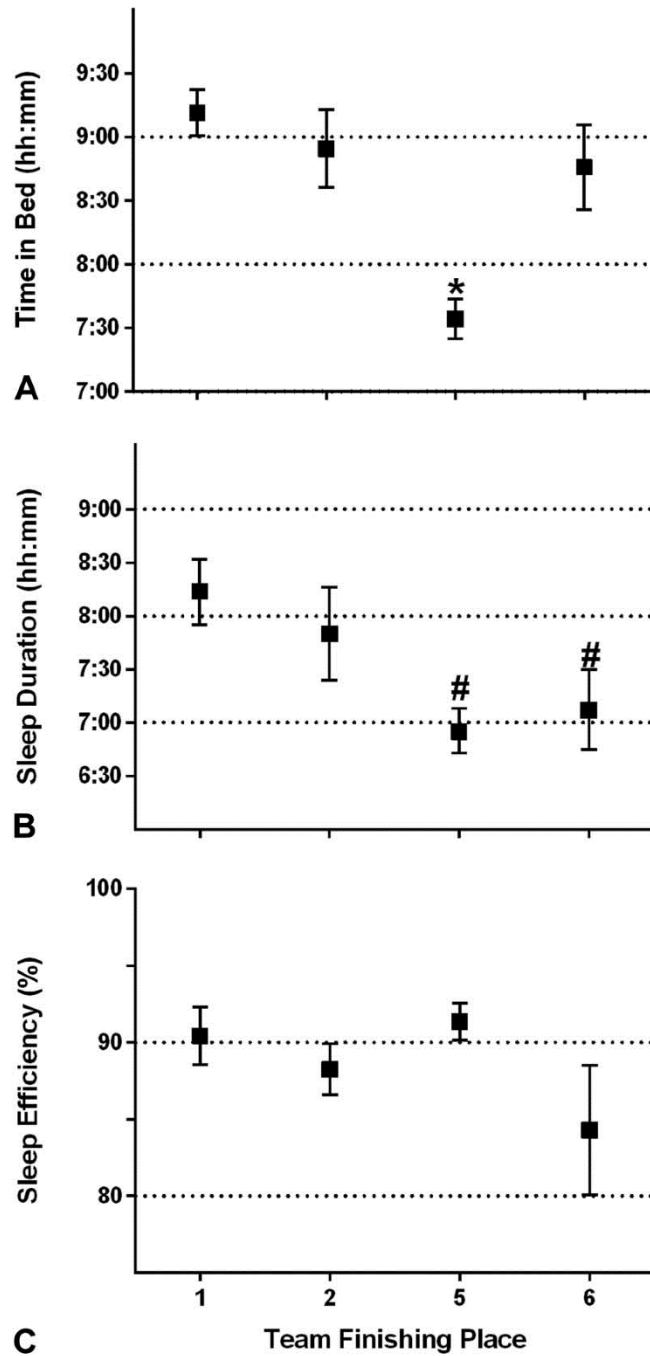 Time in Bed (hh:mm)
9:30
9:00
8:30
8:00
*
7:30
7:00
A
Sleep Duration (hh:mm)
9:00
8:30
8:00
7:30
#
#
7:00
6:30
B
Sleep Efficiency (%)
100
90
80
1 2 5 6
Team Finishing Place
C